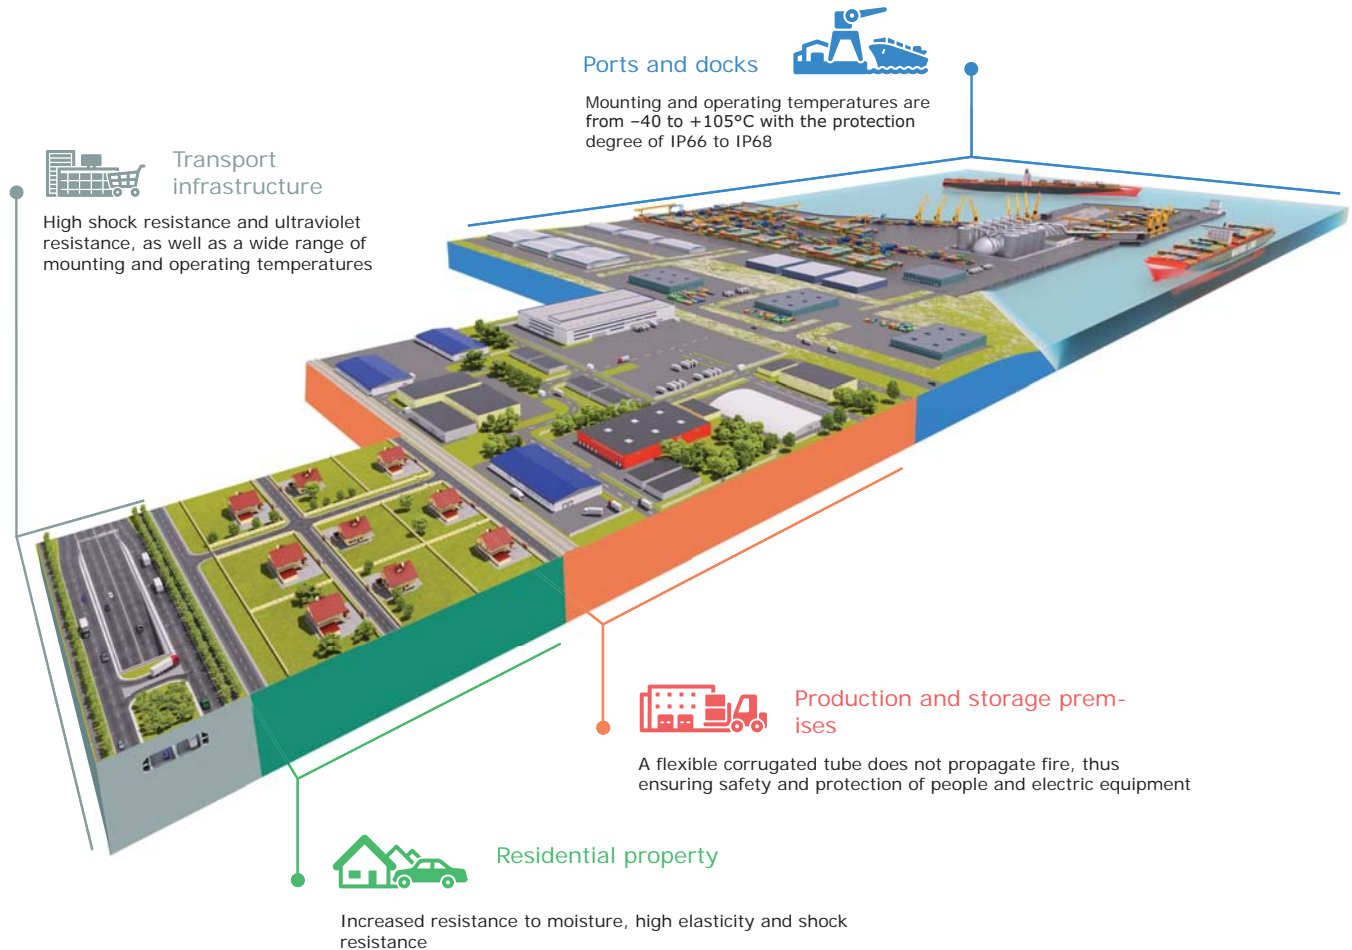 Ports and docks
Mounting and operating temperatures are
from –40 to +105°C with the protection
degree of IP66 to IP68
Transport
infrastructure
High shock resistance and ultraviolet
resistance, as well as a wide range of
mounting and operating temperatures
Production and storage prem-
ises
A flexible corrugated tube does not propagate fire, thus
ensuring safety and protection of people and electric equipment
Residential property
Increased resistance to moisture, high elasticity and shock
resistance